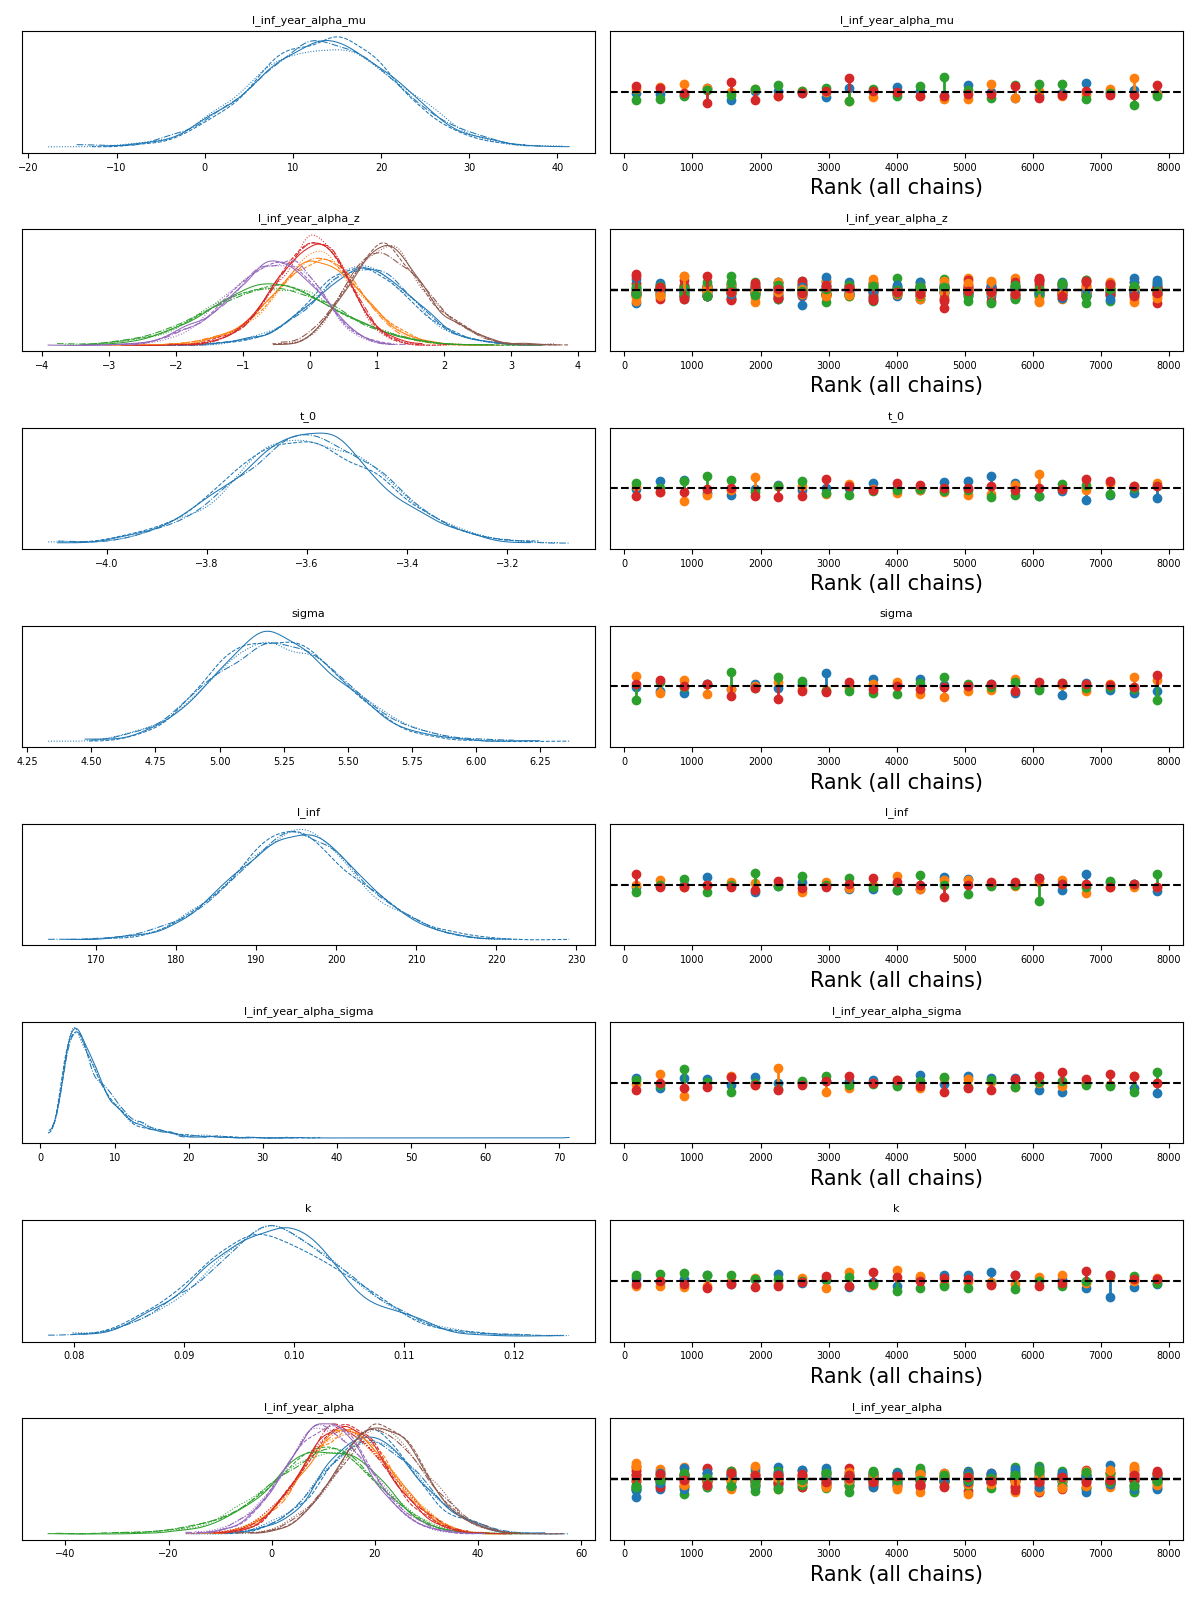 l_inf_year_alpha_mu l_inf_year_alpha_mu
−20 −10 0 10 20 30 40 0 1000 2000 3000 4000 5000 6000 7000 8000
Rank (all chains)
l_inf_year_alpha_z l_inf_year_alpha_z
−4 −3 −2 −1 0 1 2 3 4 0 1000 2000 3000 4000 5000 6000 7000 8000
Rank (all chains)
t_0 t_0
−4.0 −3.8 −3.6 −3.4 −3.2 0 1000 2000 3000 4000 5000 6000 7000 8000
Rank (all chains)
sigma sigma
4.25 4.50 4.75 5.00 5.25 5.50 5.75 6.00 6.25 0 1000 2000 3000 4000 5000 6000 7000 8000
Rank (all chains)
l_inf l_inf
170 180 190 200 210 220 230 0 1000 2000 3000 4000 5000 6000 7000 8000
Rank (all chains)
l_inf_year_alpha_sigma l_inf_year_alpha_sigma
0 10 20 30 40 50 60 70 0 1000 2000 3000 4000 5000 6000 7000 8000
Rank (all chains)
k k
0.08 0.09 0.10 0.11 0.12 0 1000 2000 3000 4000 5000 6000 7000 8000
Rank (all chains)
l_inf_year_alpha l_inf_year_alpha
−40 −20 0 20 40 60 0 1000 2000 3000 4000 5000 6000 7000 8000
Rank (all chains)